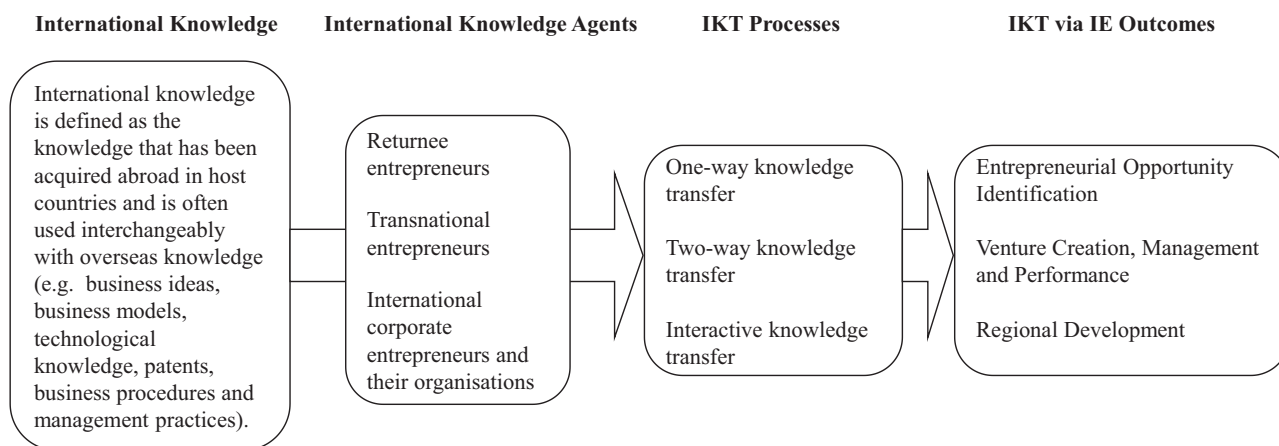 International Knowledge
International Knowledge Agents
IKT Processes
IKT via IE Outcomes
International knowledge
is defined as the
knowledge that has been
acquired abroad in host
countries and is often
used interchangeably
with overseas knowledge
(e.g. business ideas,
business models,
technological
knowledge, patents,
business procedures and
management practices).
Returnee
entrepreneurs
Transnational
entrepreneurs
International
corporate
entrepreneurs and
their organisations
One-way knowledge
transfer
Two-way knowledge
transfer
Interactive knowledge
transfer
Entrepreneurial Opportunity
Identification
Venture Creation, Management
and Performance
Regional Development